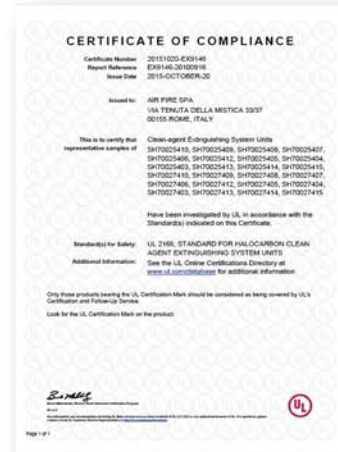 CERTIFICATE OF COMPLIANCE
Certificate Number 20151020-EX9146
Report Reference EX9146-20100916
Issue Date 2015-OCTOBER-20
Issued to: AIR FIRE SPA
VIA TENUTA DELLA MISTICA 33/37
00155 ROME, ITALY
This is to certify that Clean-agent Extinguishing System Units
representative samples of SH70025410, SH70025409, SH70025408, SH70025407,
SH70025406, SH70025412, SH70025405, SH70025404,
SH70025403, SH70025413, SH70025414, SH70025415,
SH70027410, SH70027409, SH70027408, SH70027407,
SH70027406, SH70027412, SH70027405, SH70027404,
SH70027403, SH70027413, SH70027414, SH70027415
Have been investigated by UL in accordance with the
Standard(s) indicated on this Certificate.
Standard(s) for Safety: UL 2166, STANDARD FOR HALOCARBON CLEAN
AGENT EXTINGUISHING SYSTEM UNITS
Additional Information: See the UL Online Certifications Directory at
www.ul.com/database for additional information
Only those products bearing the UL Certification Mark should be considered as being covered by UL's
Certification and Follow-Up Service.
Look for the UL Certification Mark on the product.
UL
Page 1 of 1